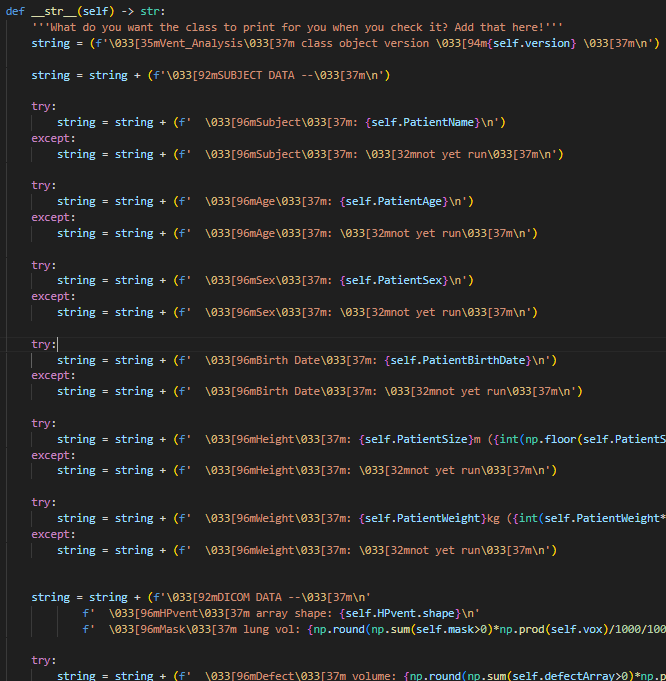 def __str__(self) -> str:
    '''What do you want the class to print for you when you check it? Add that here!'''
    string = (f'\033[35mVent_Analysis\033[37m class object version \033[94m{self.version} \033[37m\n')
    string = string + (f'\033[92mSUBJECT DATA --\033[37m\n')
    try:
        string = string + (f'  \033[96mSubject\033[37m: {self.PatientName}\n')
    except:
        string = string + (f'  \033[96mSubject\033[37m: \033[32mnot yet run\033[37m\n')
    try:
        string = string + (f'  \033[96mAge\033[37m: {self.PatientAge}\n')
    except:
        string = string + (f'  \033[96mAge\033[37m: \033[32mnot yet run\033[37m\n')
    try:
        string = string + (f'  \033[96mSex\033[37m: {self.PatientSex}\n')
    except:
        string = string + (f'  \033[96mSex\033[37m: \033[32mnot yet run\033[37m\n')
    try:
        string = string + (f'  \033[96mBirth Date\033[37m: {self.PatientBirthDate}\n')
    except:
        string = string + (f'  \033[96mBirth Date\033[37m: \033[32mnot yet run\033[37m\n')
    try:
        string = string + (f'  \033[96mHeight\033[37m: {self.PatientSize}m ({int(np.floor(self.PatientS
    except:
        string = string + (f'  \033[96mHeight\033[37m: \033[32mnot yet run\033[37m\n')
    try:
        string = string + (f'  \033[96mWeight\033[37m: {self.PatientWeight}kg ({int(self.PatientWeight*
    except:
        string = string + (f'  \033[96mWeight\033[37m: \033[32mnot yet run\033[37m\n')
    string = string + (f'\033[92mDICOM DATA --\033[37m\n'
            f'  \033[96mHPvent\033[37m array shape: {self.HPvent.shape}\n'
            f'  \033[96mMask\033[37m lung vol: {np.round(np.sum(self.mask>0)*np.prod(self.vox)/1000/100
    try:
        string = string + (f'  \033[96mDefect\033[37m volume: {np.round(np.sum(self.defectArray>0)*np.p